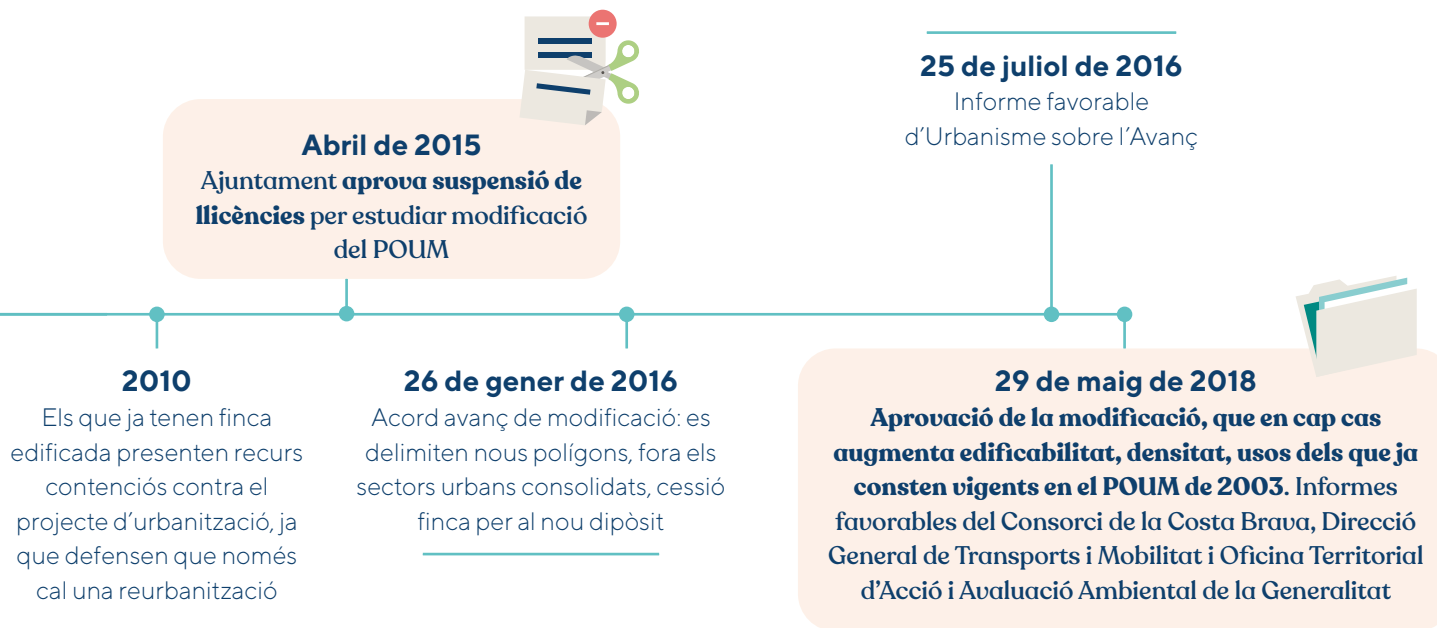 2010
Els que ja tenen finca
edificada presenten recurs
contenciós contra el
projecte d'urbanització, ja
que defensen que només
cal una reurbanització
Abril de 2015
Ajuntament aprova suspensió de
llicències per estudiar modificació
del POUM
26 de gener de 2016
Acord avanç de modificació: es
delimiten nous polígons, fora els
sectors urbans consolidats, cessió
finca per al nou dipòsit
25 de juliol de 2016
Informe favorable
d'Urbanisme sobre l'Avanç
29 de maig de 2018
Aprovació de la modificació, que en cap cas
augmenta edificabilitat, densitat, usos dels que ja
consten vigents en el POUM de 2003. Informes
favorables del Consorci de la Costa Brava, Direcció
General de Transports i Mobilitat i Oficina Territorial
d'Acció i Avaluació Ambiental de la Generalitat